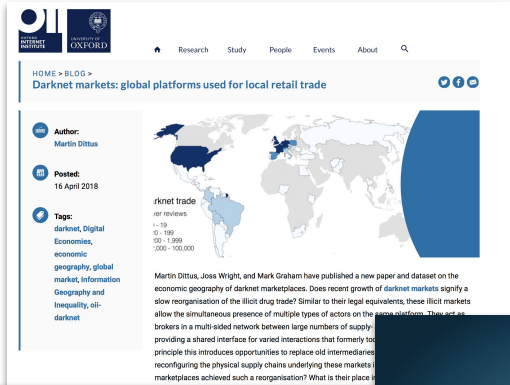 OXFORD
INTERNET
INSTITUTE
UNIVERSITY OF
OXFORD
Research Study People Events About
HOME > BLOG >
Darknet markets: global platforms used for local retail trade
Author:
Martin Dittus
Posted:
16 April 2018
Tags:
darknet, Digital
Economies,
economic
geography, global
market, Information
Geography and
Inequality, oii-
darknet
rknet trade
er reviews
- 19
- 199
00 - 1,999
,000 - 100,000
Martin Dittus, Joss Wright, and Mark Graham have published a new paper and dataset on the
economic geography of darknet marketplaces. Does recent growth of darknet markets signify a
slow reorganisation of the illicit drug trade? Similar to their legal equivalents, these illicit markets
allow the simultaneous presence of multiple types of actors on the same platform. They act as
brokers in a multi-sided network between large numbers of supply-
providing a shared interface for varied interactions that formerly
principle this introduces opportunities to replace old intermediaries
reconfiguring the physical supply chains underlying these markets
marketplaces achieved such a reorganisation? What is their place